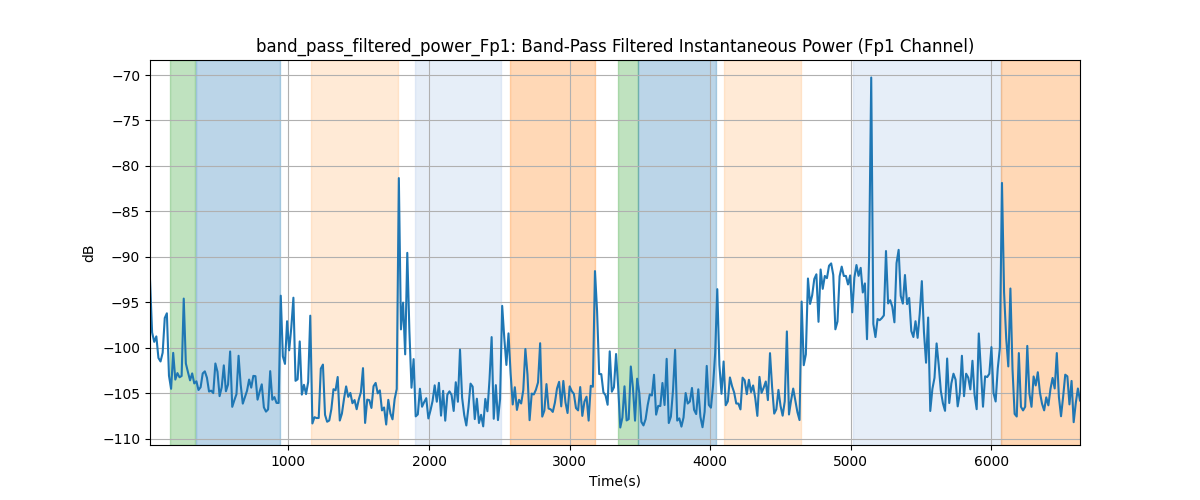 band_pass_filtered_power_Fp1: Band-Pass Filtered Instantaneous Power (Fp1 Channel)
−70
−75
−80
−85
−90
−95
−100
−105
−110
dB
1000 2000 3000 4000 5000 6000
Time(s)